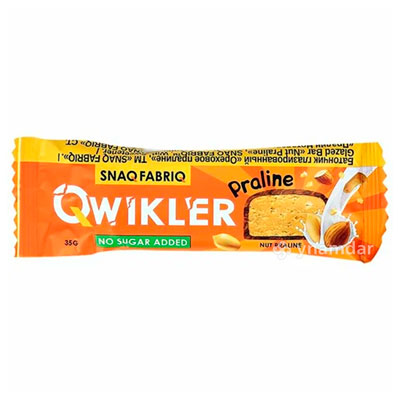 Батончик глазированный «Ореховое пралине», ТМ «SNAQ FABRIQ».
Glazed Bar «Nut Praline», SNAQ FABRIQ
SNAQ FABRIQ
QWIKLER
Praline
35G
NO SUGAR ADDED
NUT PRALINE
ynamdar